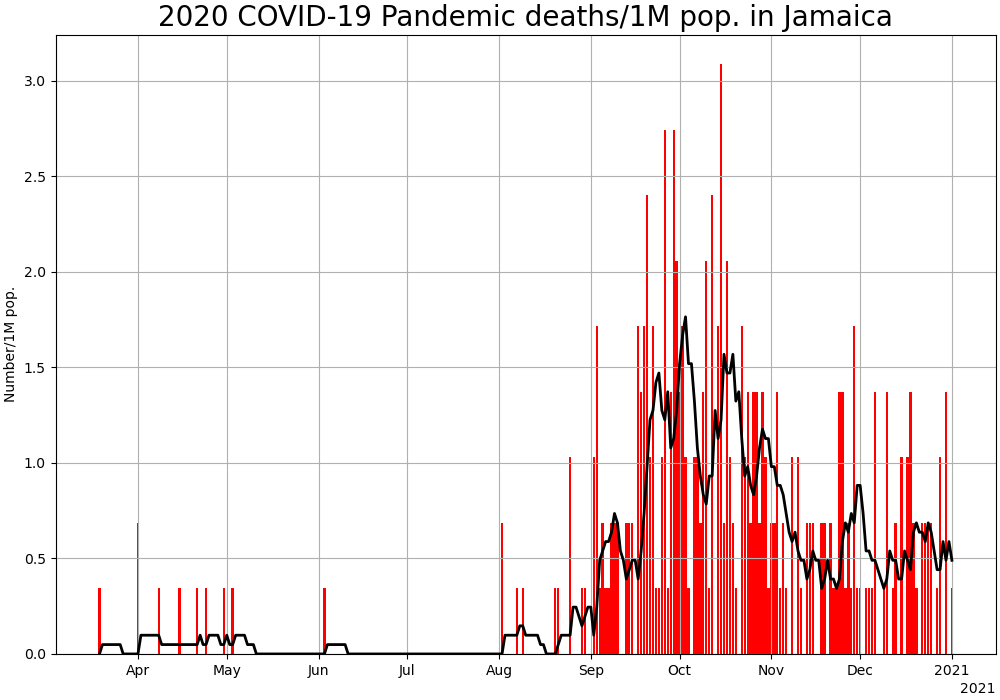 2020 COVID-19 Pandemic deaths/1M pop. in Jamaica
Number/1M pop.
3.0
2.5
2.0
1.5
1.0
0.5
0.0
Apr May Jun Jul Aug Sep Oct Nov Dec 2021
2021